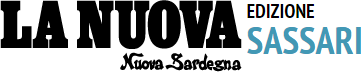 LA NUOVA
Nuova Sardegna
EDIZIONE
SASSARI